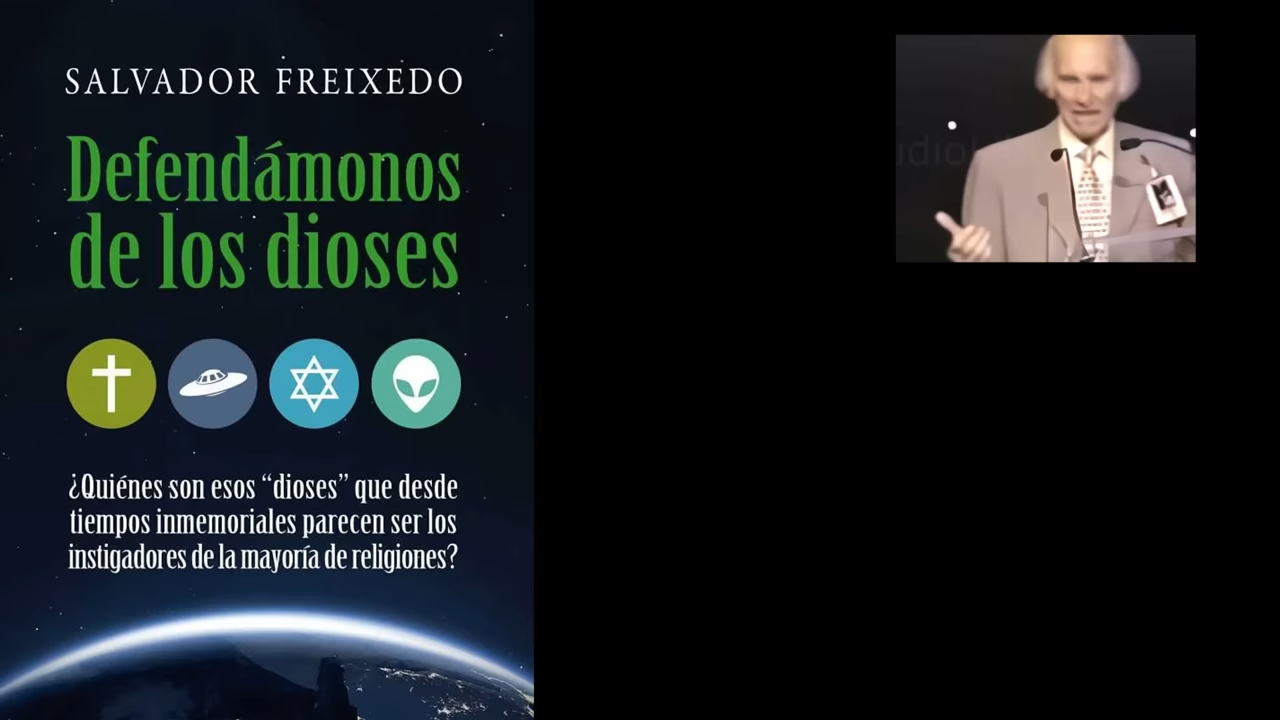 SALVADOR FREIXEDO
Defendámonos
de los dioses
¿Quiénes son esos “dioses” que desde
tiempos inmemoriales parecen ser los
instigadores de la mayoría de religiones?